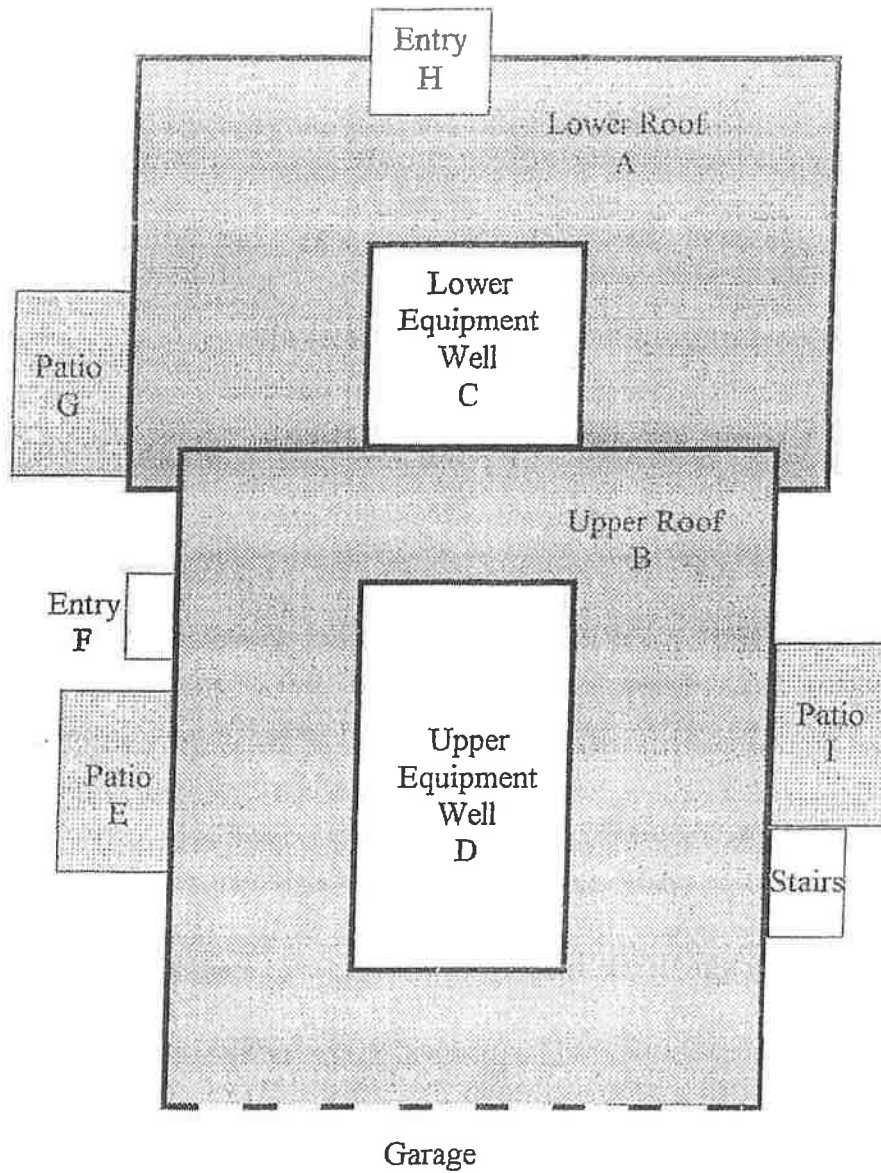 Entry
H
Lower Roof
A
Lower
Equipment
Well
C
Patio
G
Upper Roof
B
Entry
F
Patio
I
Upper
Equipment
Well
D
Patio
E
Stairs
Garage